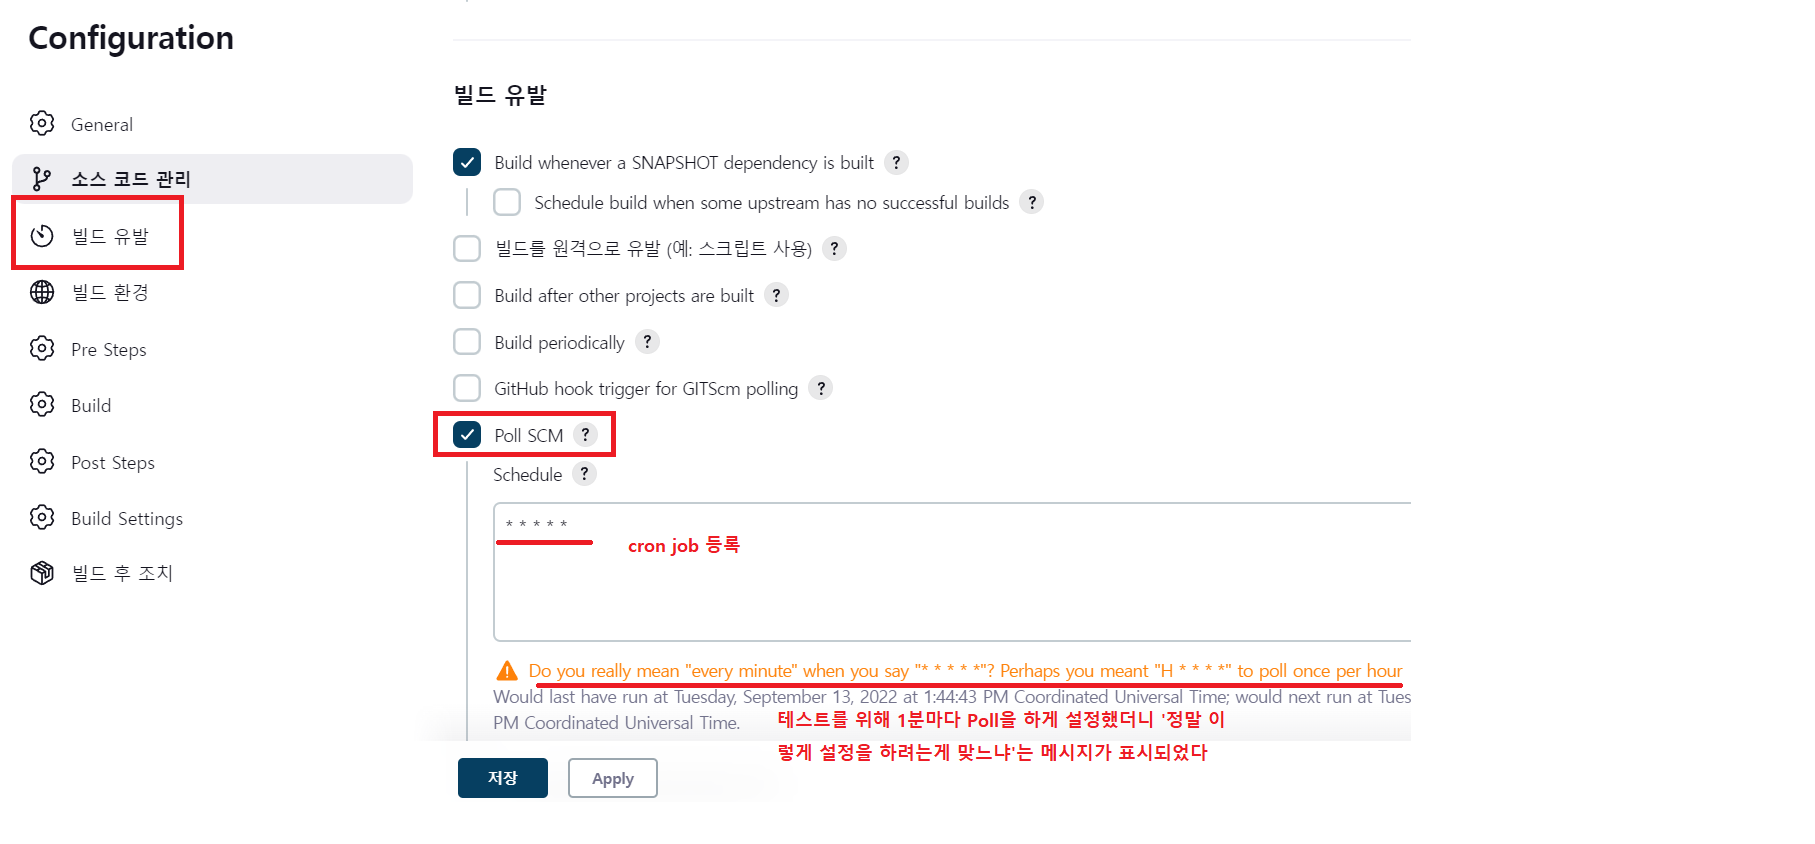 Configuration
General
소스 코드 관리
빌드 유발
빌드 환경
Pre Steps
Build
Post Steps
Build Settings
빌드 후 조치
빌드 유발
Build whenever a SNAPSHOT dependency is built ?
Schedule build when some upstream has no successful builds ?
빌드를 원격으로 유발 (예: 스크립트 사용) ?
Build after other projects are built ?
Build periodically ?
GitHub hook trigger for GITScm polling ?
Poll SCM ?
Schedule ?
* * * * *
cron job 등록
Do you really mean "every minute" when you say "* * * * *"? Perhaps you meant "H * * * *" to poll once per hour
Would last have run at Tuesday, September 13, 2022 at 1:44:43 PM Coordinated Universal Time; would next run at Tues
PM Coordinated Universal Time.
테스트를 위해 1분마다 Poll을 하게 설정했더니 '정말 이
렇게 설정을 하려는게 맞느냐'는 메시지가 표시되었다
저장
Apply